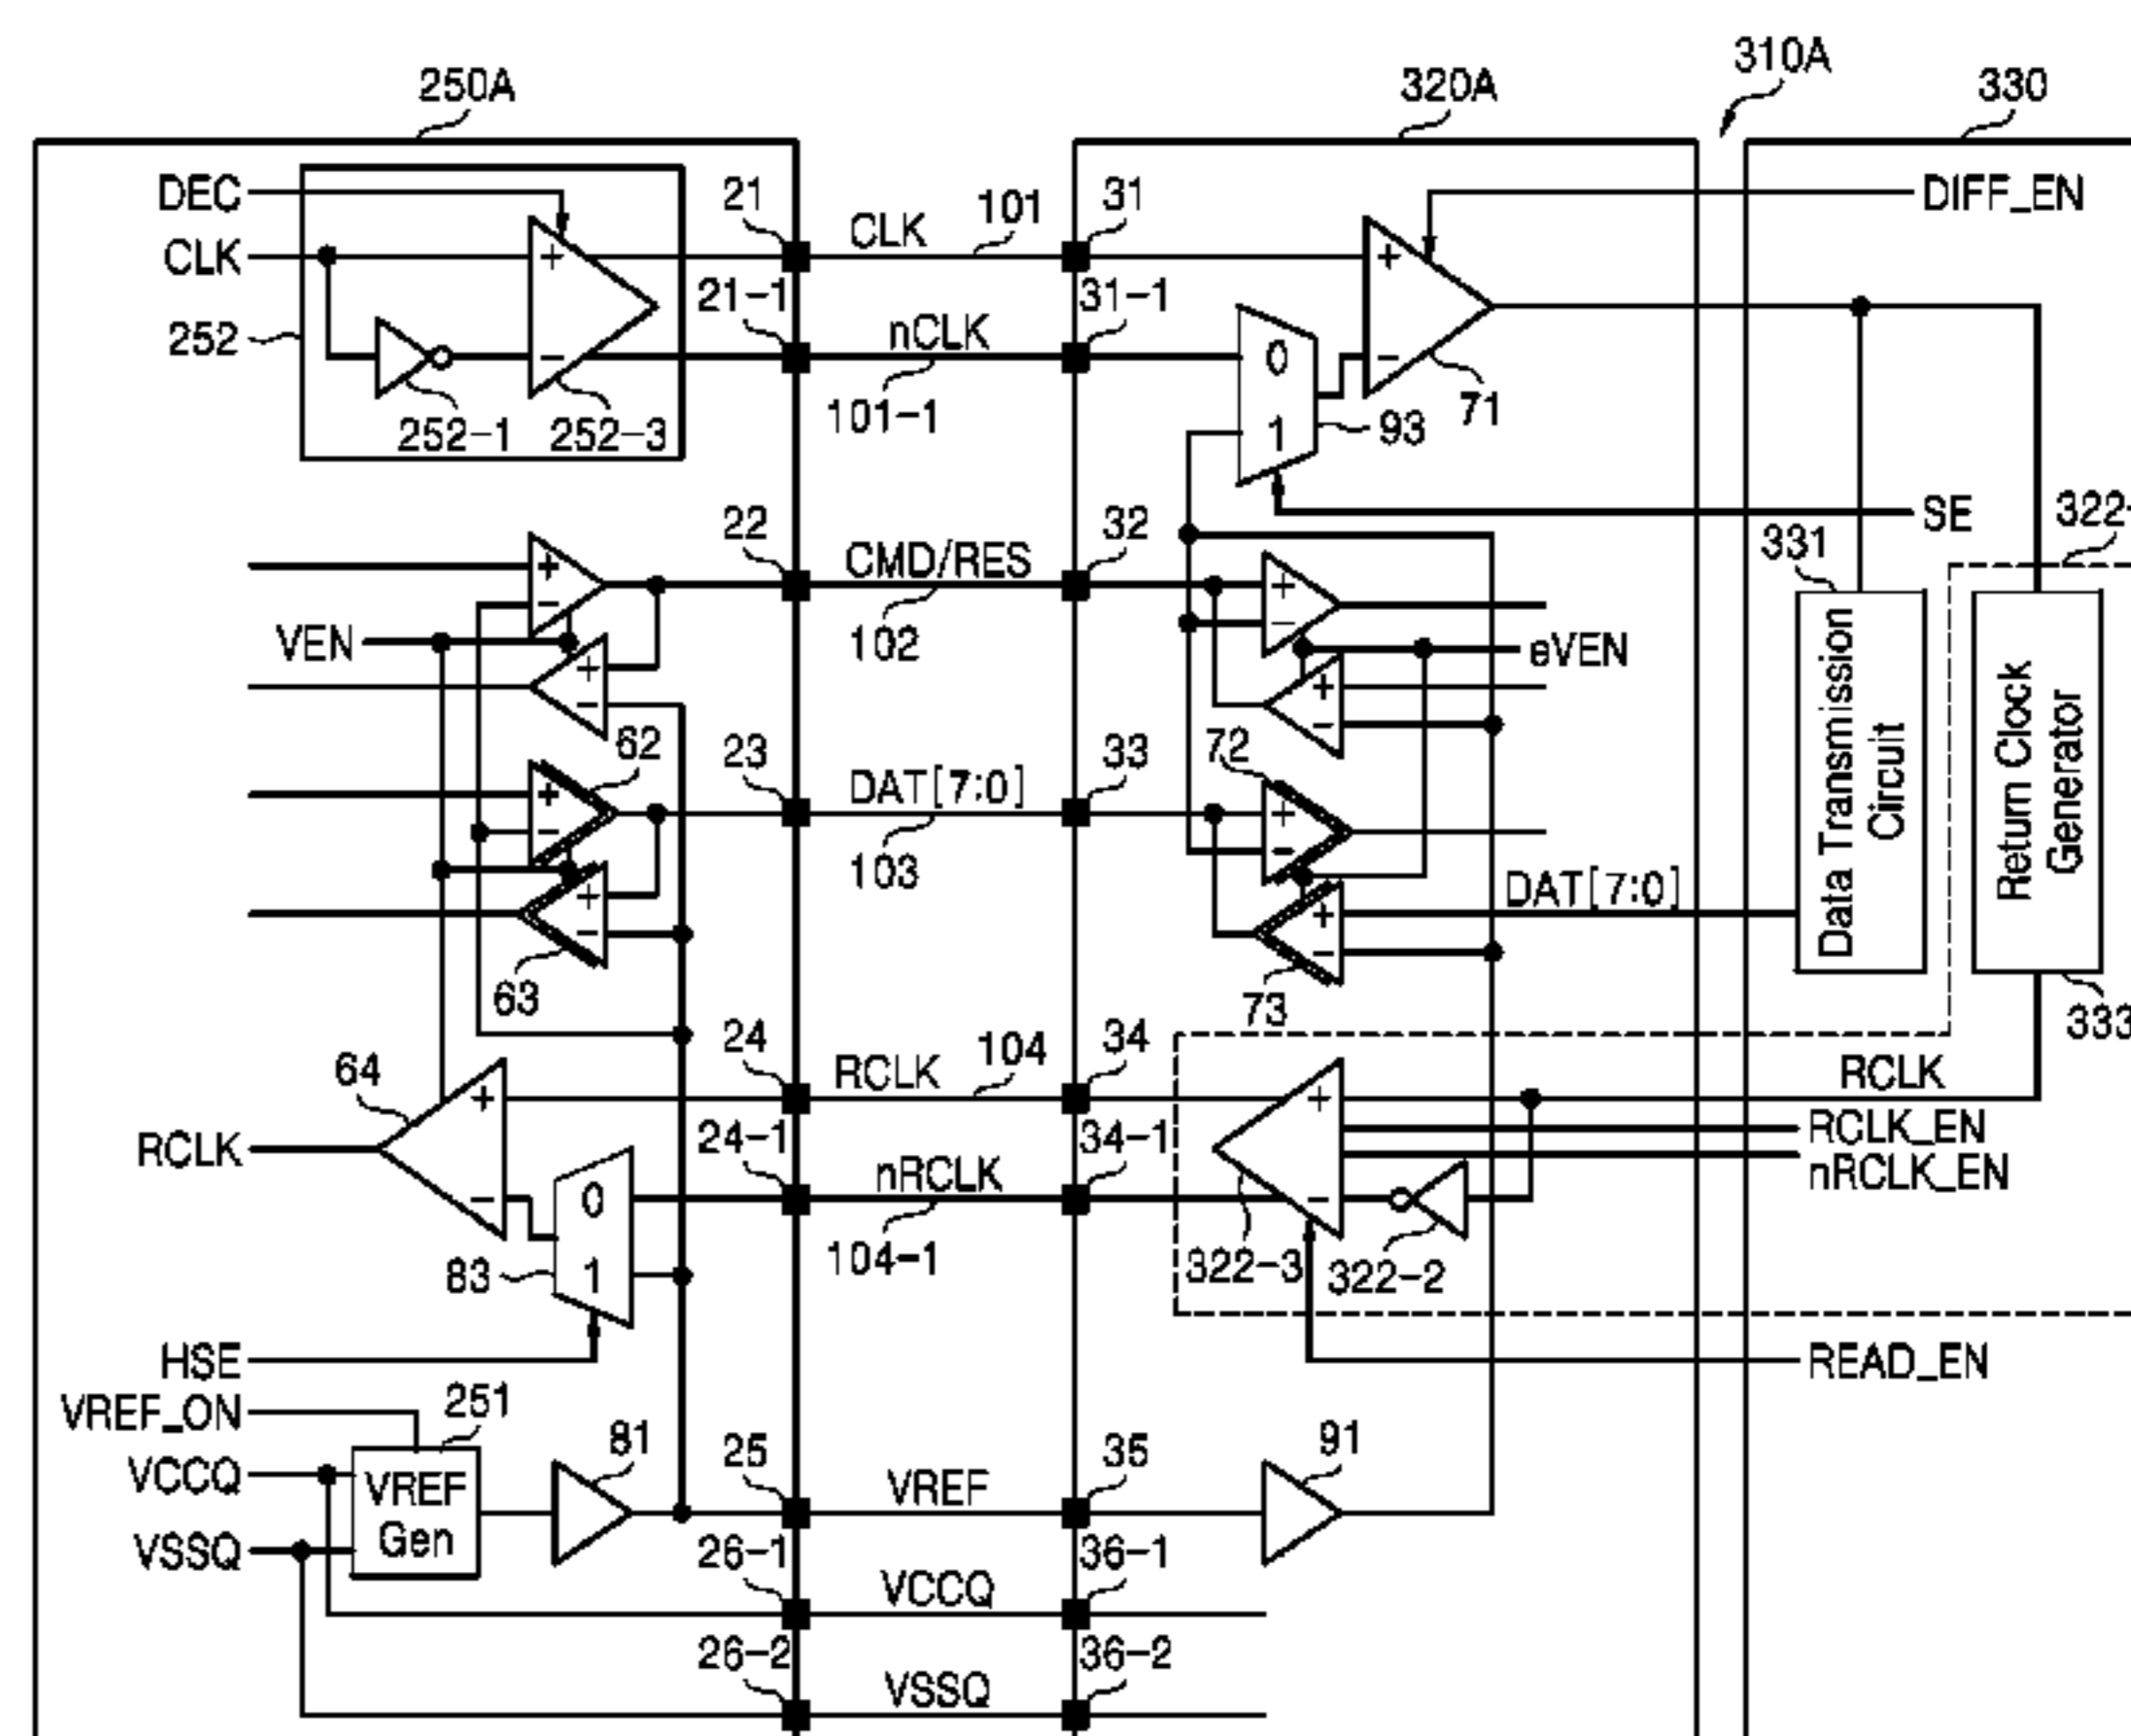 250A
320A
310A
330
DEC
21
CLK
101
31
DIFF_EN
CLK
+
+
21-1
nCLK
31-1
252
-
0
-
252-1
252-3
101-1
1
93
71
22
CMD/RES
32
SE
322-
331
+
+
-
102
-
VEN
eVEN
+
+
-
-
62
23
DAT[7:0]
33
72
+
+
-
103
-
DAT[7:0]
+
+
-
-
63
73
Data Transmission
Circuit
Return Clock
Generator
333
64
24
RCLK
104
34
RCLK
+
+
RCLK_EN
RCLK
24-1
nRCLK
34-1
nRCLK_EN
-
0
-
83
1
104-1
322-3
322-2
HSE
READ_EN
VREF_ON
251
81
25
VREF
35
91
VCCQ
VREF
Gen
VSSQ
26-1
VCCQ
36-1
26-2
VSSQ
36-2